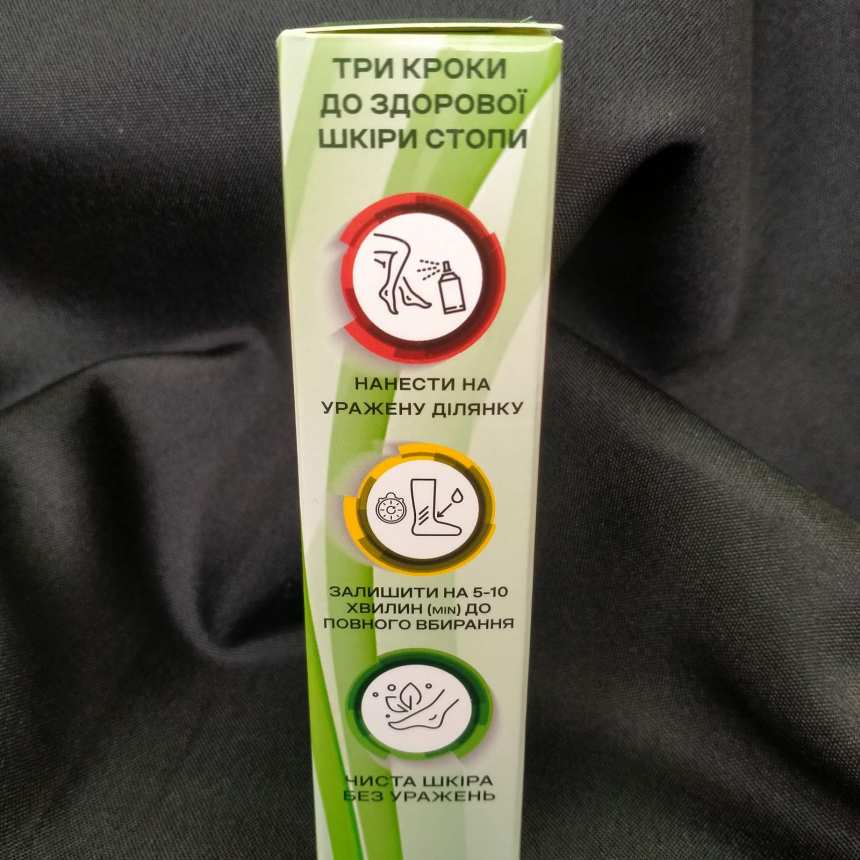 ТРИ КРОКИ
ДО ЗДОРОВОЇ
ШКІРИ СТОПИ
НАНЕСТИ НА
УРАЖЕНУ ДІЛЯНКУ
ЗАЛИШИТИ НА 5-10
ХВИЛИН (MIN) ДО
ПОВНОГО ВБИРАННЯ
ЧИСТА ШКІРА
БЕЗ УРАЖЕНЬ